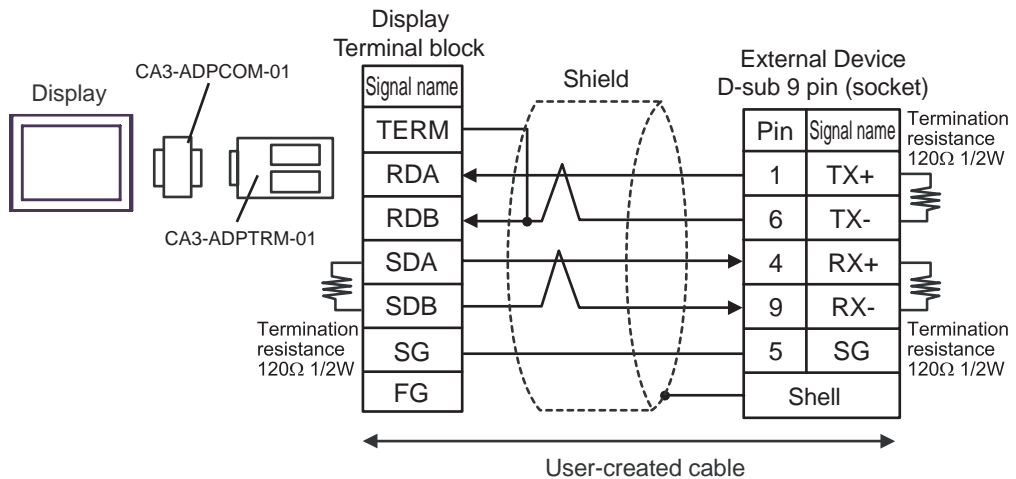 Display
Terminal block
External Device
D-sub 9 pin (socket)
CA3-ADPCOM-01
Display
Signal name
Shield
Pin
Signal name
Termination
resistance
120Ω 1/2W
TERM
RDA
1
TX+
RDB
6
TX-
CA3-ADPTRM-01
SDA
4
RX+
SDB
9
RX-
Termination
resistance
120Ω 1/2W
SG
5
SG
Termination
resistance
120Ω 1/2W
FG
Shell
User-created cable